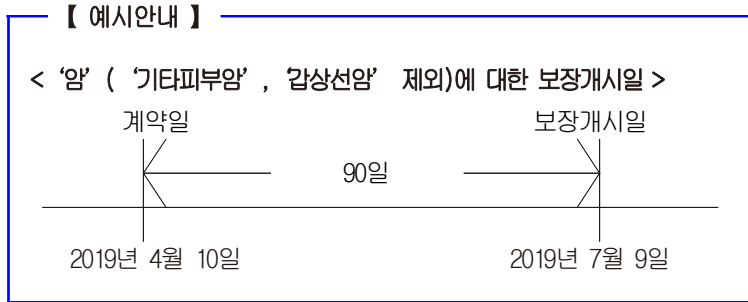 【 예시안내 】
< ‘암’ ( ‘기타피부암’ , ‘갑상선암’ 제외)에 대한 보장개시일 >
계약일 보장개시일
90일
2019년 4월 10일 2019년 7월 9일